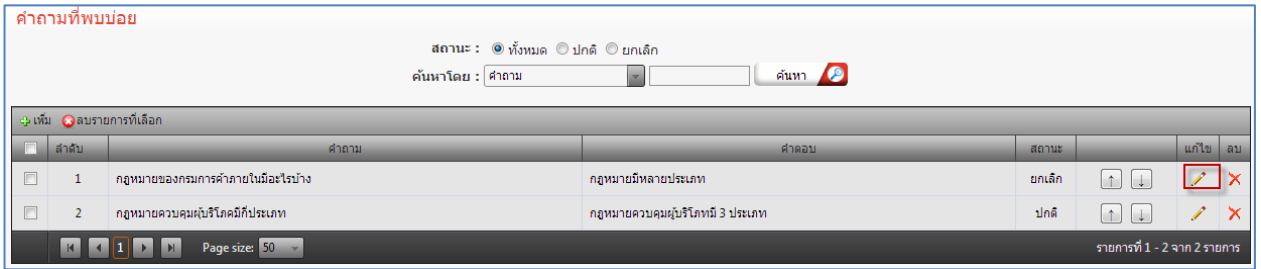 คำถามที่พบบ่อย
สถานะ : ทั้งหมด ปกติ ยกเลิก
ค้นหาโดย : คำถาม ค้นหา
เพิ่ม ลบรายการที่เลือก
ลำดับ คำถาม คำตอบ สถานะ แก้ไข ลบ
1 กฎหมายของกรมการค้าภายในมีอะไรบ้าง กฎหมายมีหลายประเภท ยกเลิก
2 กฎหมายควบคุมผู้บริโภคมีกี่ประเภท กฎหมายควบคุมผู้บริโภทมี 3 ประเภท ปกติ
1 Page size: 50 รายการที่ 1 - 2 จาก 2 รายการ